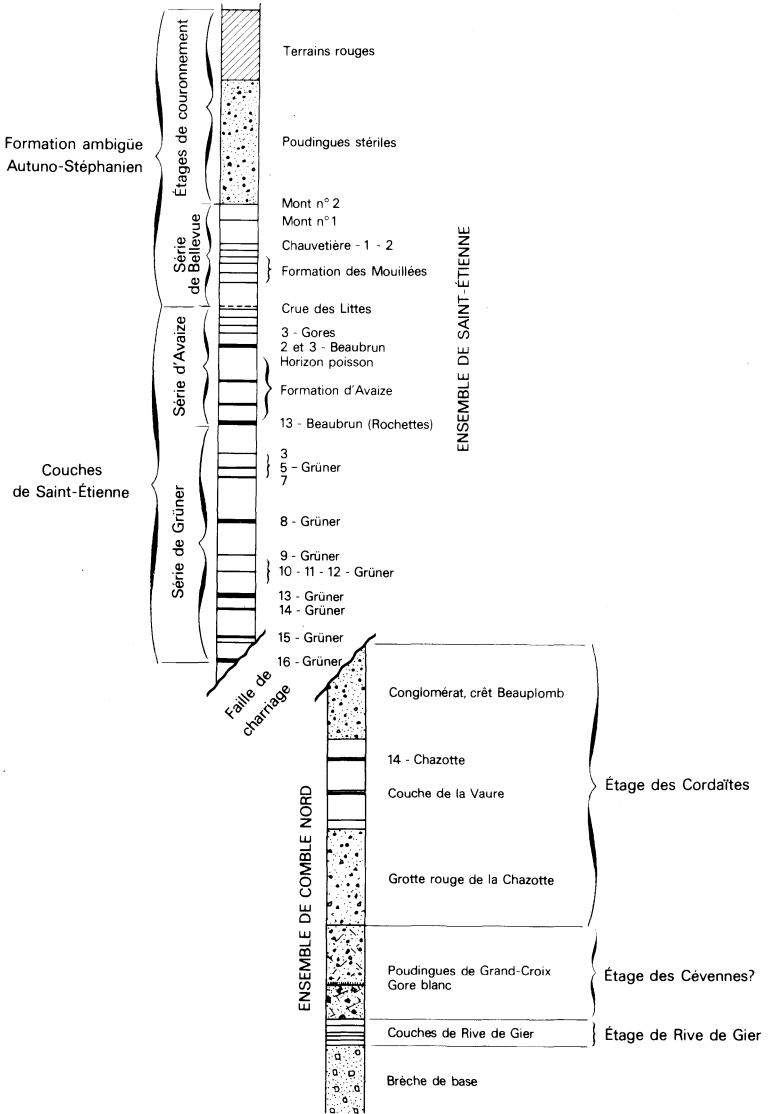 Terrains rouges
Poudingues stériles
Étages de couronnement
Formation ambigüe
Autuno-Stéphanien
Mont n° 2
Mont n° 1
Chauvetière - 1 - 2
Formation des Mouillées
Série
de Bellevue
Crue des Littes
3 - Gores
2 et 3 - Beaubrun
Horizon poisson
Formation d'Avaize
13 - Beaubrun (Rochettes)
Série d'Avaize
ENSEMBLE DE SAINT-ÉTIENNE
3
5 - Grüner
7
8 - Grüner
9 - Grüner
10 - 11 - 12 - Grüner
13 - Grüner
14 - Grüner
15 - Grüner
16 - Grüner
Série de Grüner
Couches
de Saint-Étienne
Faille de
charriage
Conglomérat, crêt Beauplomb
14 - Chazotte
Couche de la Vaure
Grotte rouge de la Chazotte
Étage des Cordaïtes
ENSEMBLE DE COMBLE NORD
Poudingues de Grand-Croix
Gore blanc
Étage des Cévennes?
Couches de Rive de Gier
Étage de Rive de Gier
Brèche de base